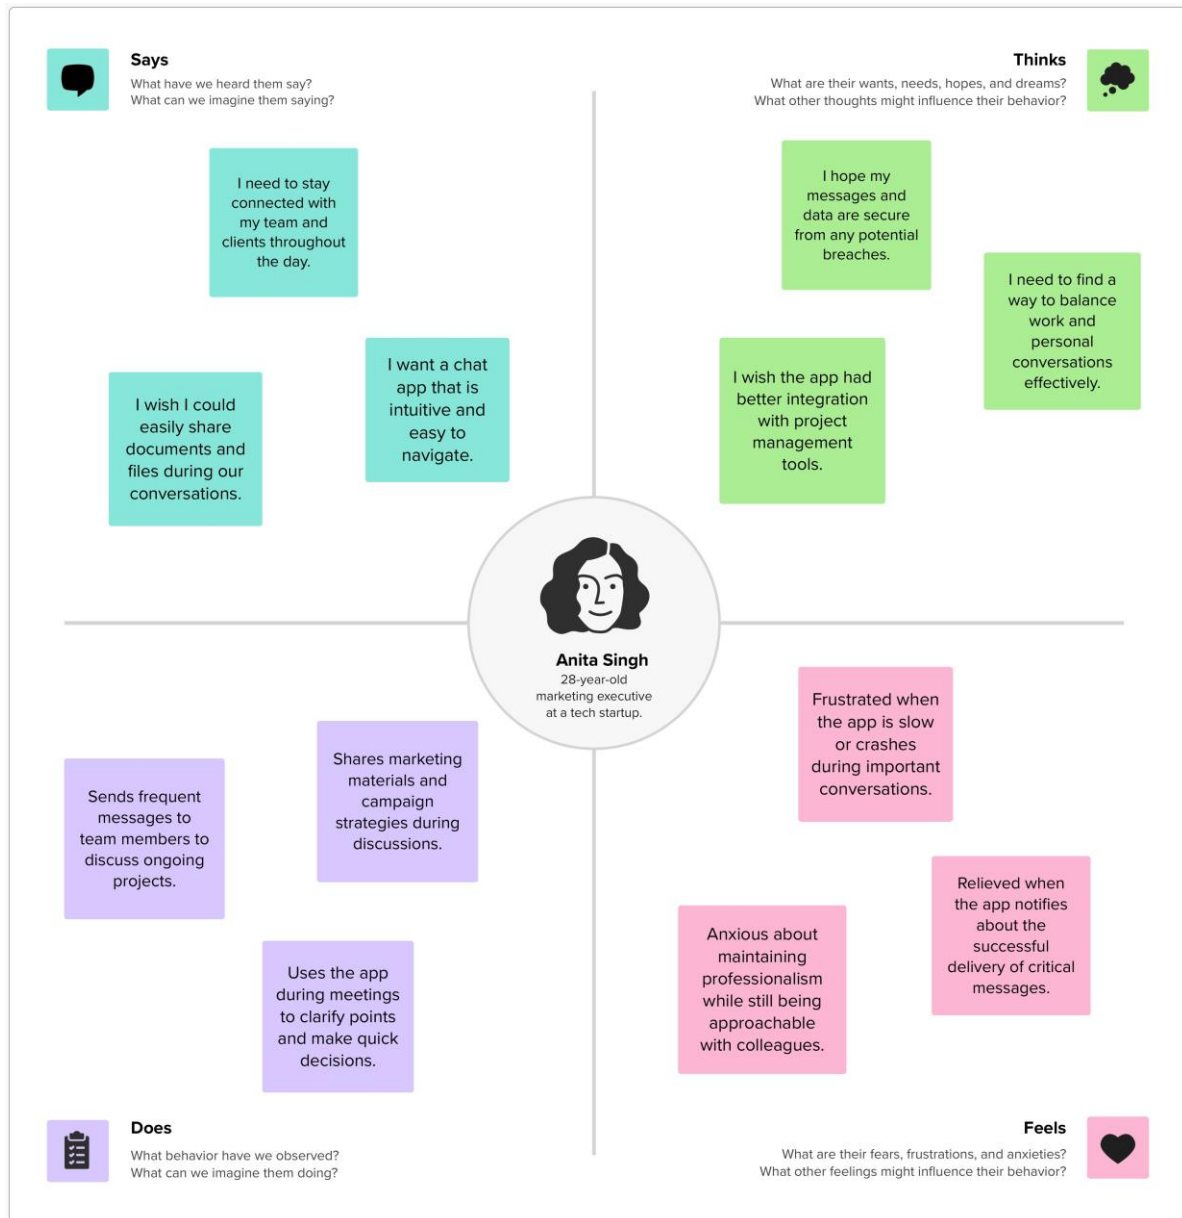 Says
What have we heard them say?
What can we imagine them saying?
I need to stay
connected with
my team and
clients throughout
the day.
I wish I could
easily share
documents and
files during our
conversations.
I want a chat
app that is
intuitive and
easy to
navigate.
Thinks
What are their wants, needs, hopes, and dreams?
What other thoughts might influence their behavior?
I hope my
messages and
data are secure
from any potential
breaches.
I need to find a
way to balance
work and
personal
conversations
effectively.
I wish the app had
better integration
with project
management
tools.
Anita Singh
28-year-old
marketing executive
at a tech startup.
Sends frequent
messages to
team members to
discuss ongoing
projects.
Shares marketing
materials and
campaign
strategies during
discussions.
Uses the app
during meetings
to clarify points
and make quick
decisions.
Does
What behavior have we observed?
What can we imagine them doing?
Frustrated when
the app is slow
or crashes
during important
conversations.
Anxious about
maintaining
professionalism
while still being
approachable
with colleagues.
Relieved when
the app notifies
about the
successful
delivery of critical
messages.
Feels
What are their fears, frustrations, and anxieties?
What other feelings might influence their behavior?